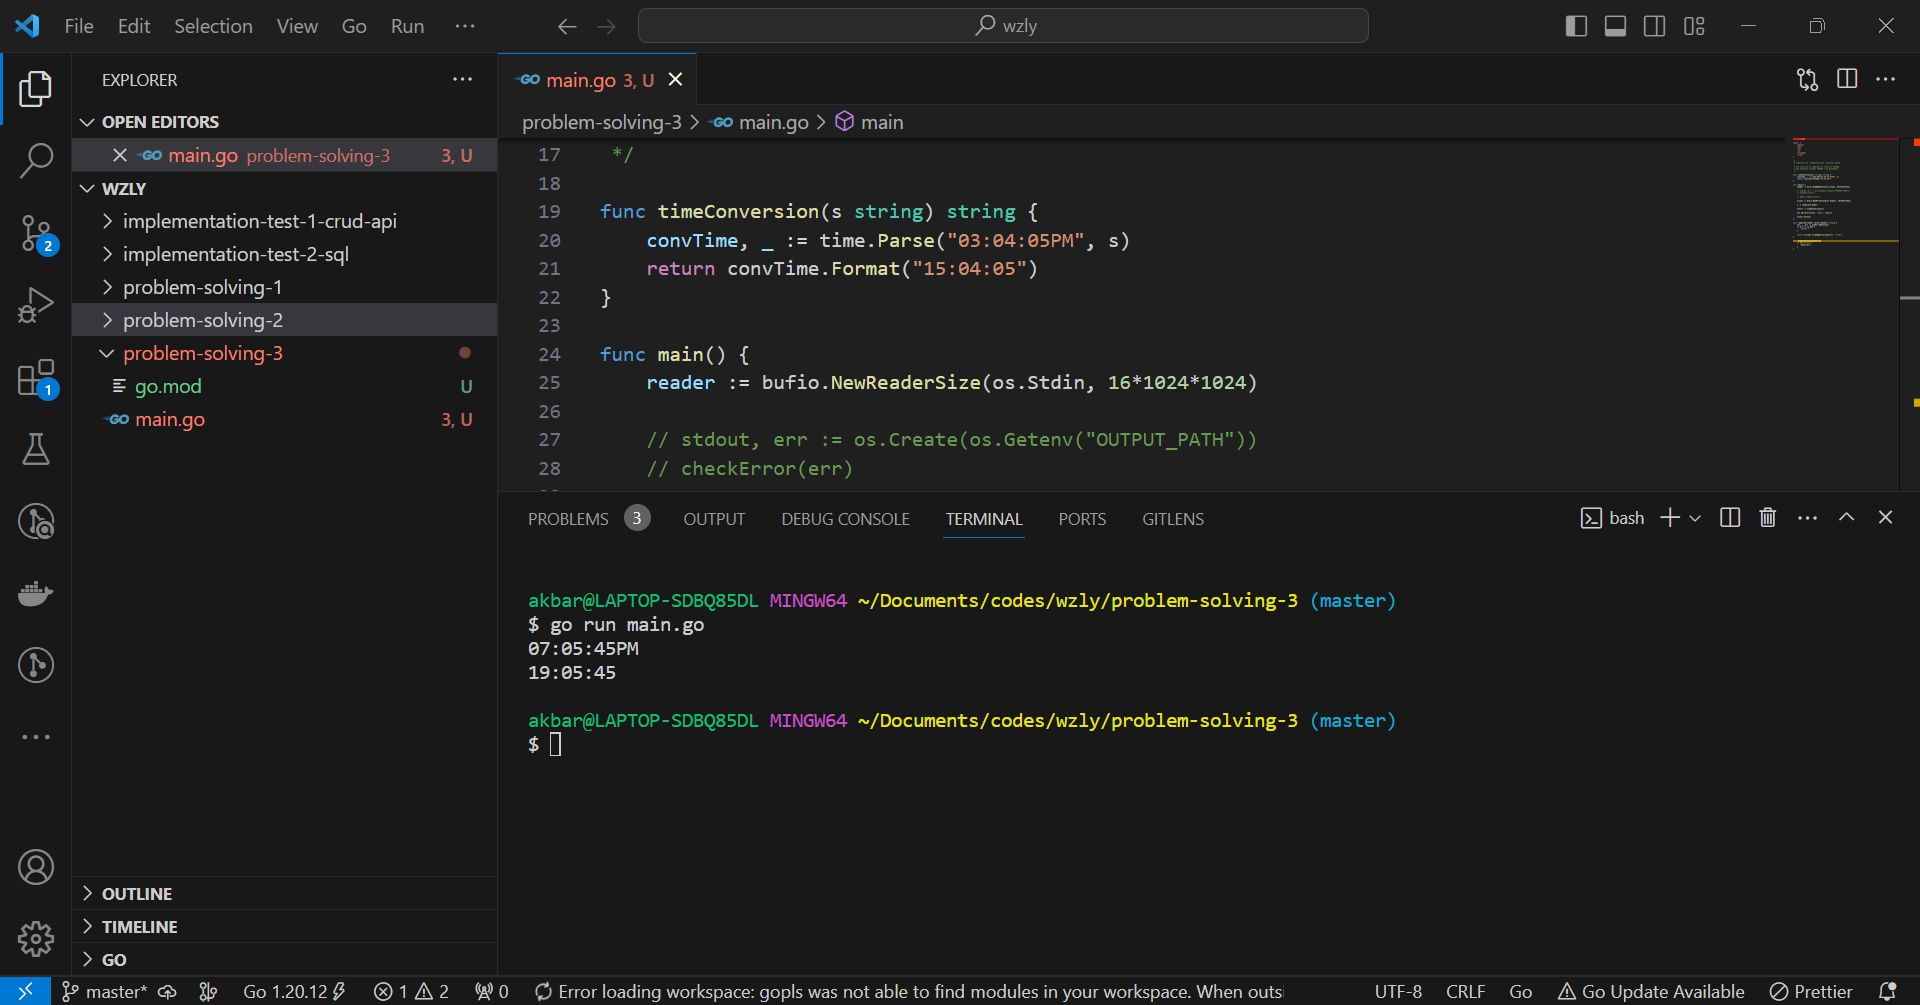 File Edit Selection View Go Run ···
wzly
EXPLORER
OPEN EDITORS
main.go problem-solving-3 3, U
WZLY
implementation-test-1-crud-api
implementation-test-2-sql
problem-solving-1
problem-solving-2
problem-solving-3
go.mod U
GO main.go 3, U
OUTLINE
TIMELINE
GO
GO main.go 3, U
problem-solving-3 > GO main.go > main
17 */
18
19 func timeConversion(s string) string {
20 convTime, _ := time.Parse("03:04:05PM", s)
21 return convTime.Format("15:04:05")
22 }
23
24 func main() {
25 reader := bufio.NewReaderSize(os.Stdin, 16*1024*1024)
26
27 // stdout, err := os.Create(os.Getenv("OUTPUT_PATH"))
28 // checkError(err)
PROBLEMS 3 OUTPUT DEBUG CONSOLE TERMINAL PORTS GITLENS
bash
akbar@LAPTOP-SDBQ85DL MINGW64 ~/Documents/codes/wzly/problem-solving-3 (master)
$ go run main.go
07:05:45PM
19:05:45
akbar@LAPTOP-SDBQ85DL MINGW64 ~/Documents/codes/wzly/problem-solving-3 (master)
$
2
1
master* Go 1.20.12 1 2 0 Error loading workspace: gopls was not able to find modules in your workspace. When outsi UTF-8 CRLF Go Go Update Available Prettier